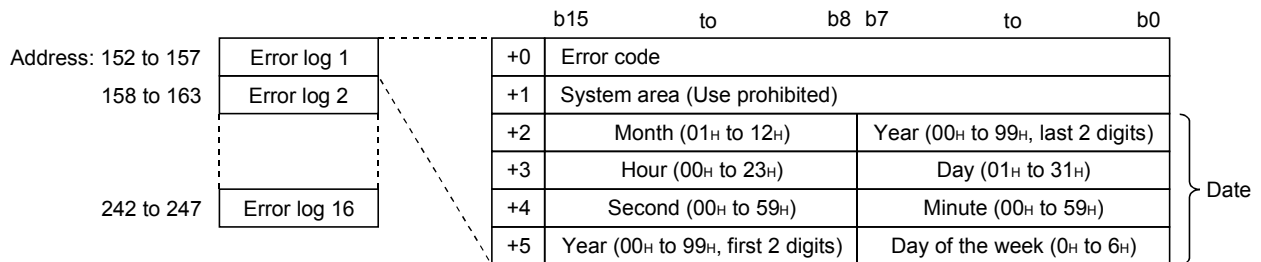 b15 to b8 b7 to b0
Address: 152 to 157 Error log 1 +0 Error code
158 to 163 Error log 2 +1 System area (Use prohibited)
+2 Month (01H to 12H) Year (00H to 99H, last 2 digits)
+3 Hour (00H to 23H) Day (01H to 31H)
Date
242 to 247 Error log 16 +4 Second (00H to 59H) Minute (00H to 59H)
+5 Year (00H to 99H, first 2 digits) Day of the week (0H to 6H)